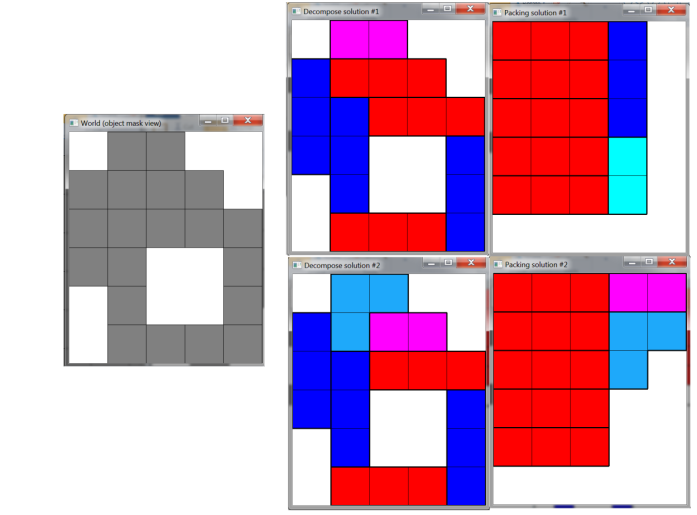 Decompose solution #1
Packing solution #1
World (object mask view)
Decompose solution #2
Packing solution #2